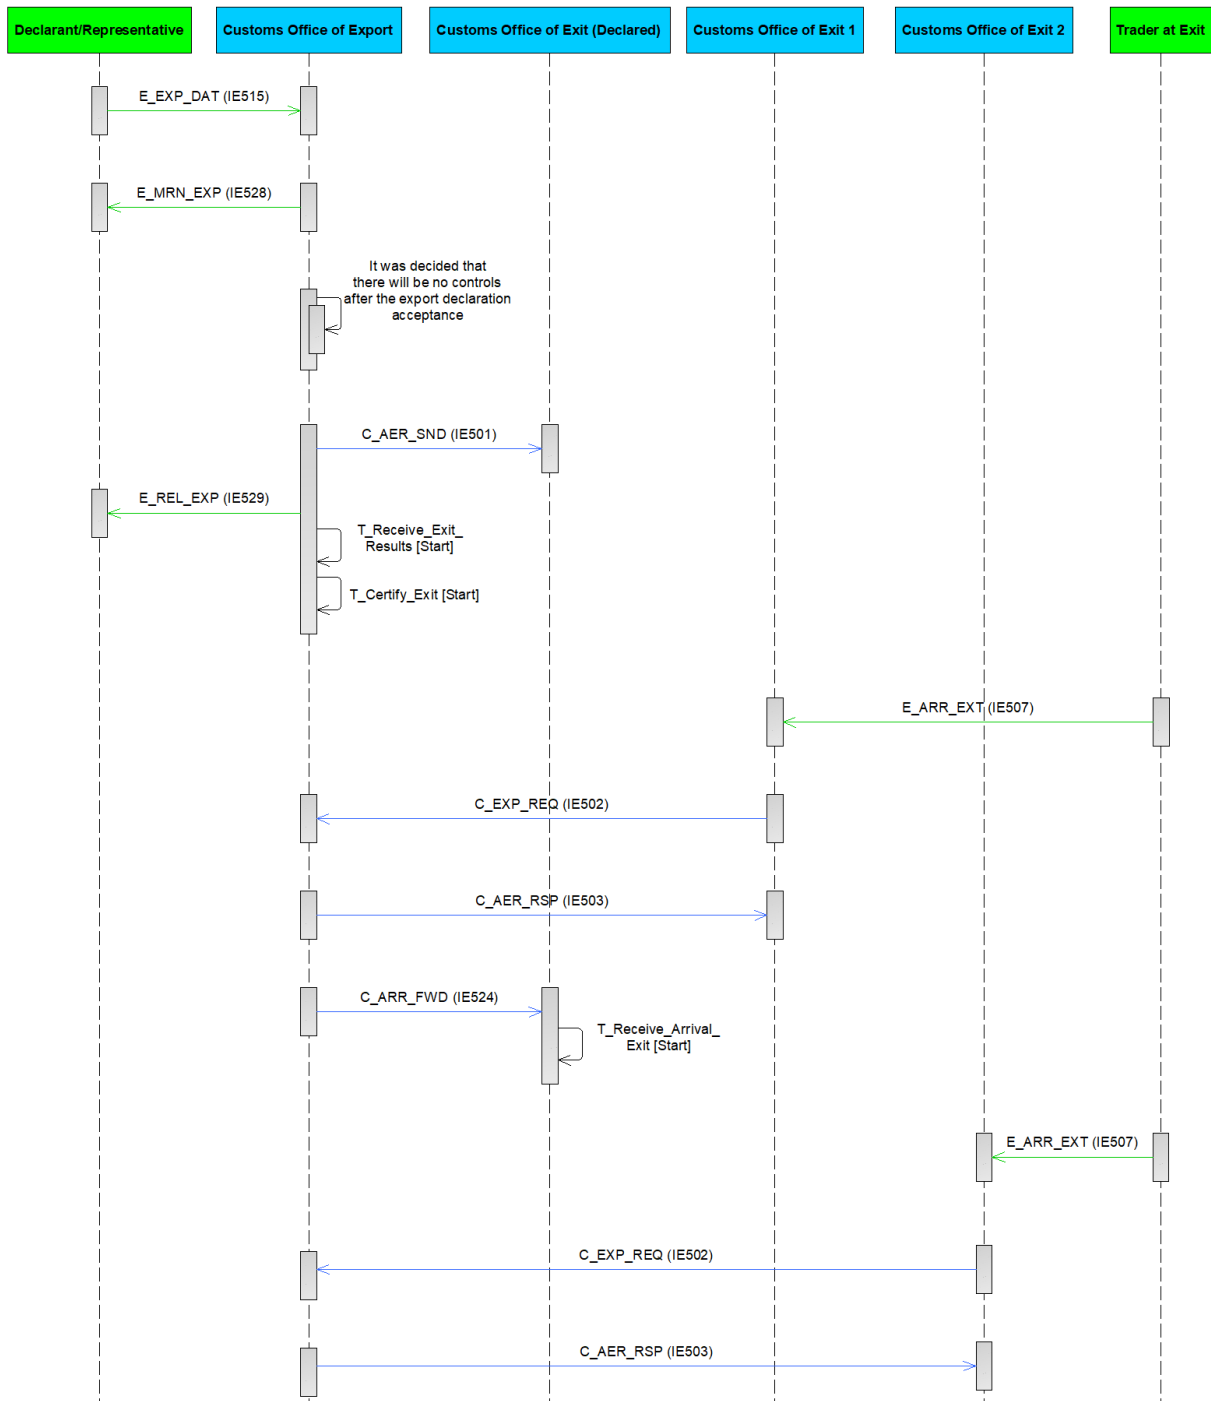 Declarant/Representative
Customs Office of Export
Customs Office of Exit (Declared)
Customs Office of Exit 1
Customs Office of Exit 2
Trader at Exit
E_EXP_DAT (IE515)
E_MRN_EXP (IE528)
It was decided that
there will be no controls
after the export declaration
acceptance
C_AER_SND (IE501)
E_REL_EXP (IE529)
T_Receive_Exit_
Results [Start]
T_Certify_Exit [Start]
E_ARR_EXT (IE507)
C_EXP_REQ (IE502)
C_AER_RSP (IE503)
C_ARR_FWD (IE524)
T_Receive_Arrival_
Exit [Start]
E_ARR_EXT (IE507)
C_EXP_REQ (IE502)
C_AER_RSP (IE503)